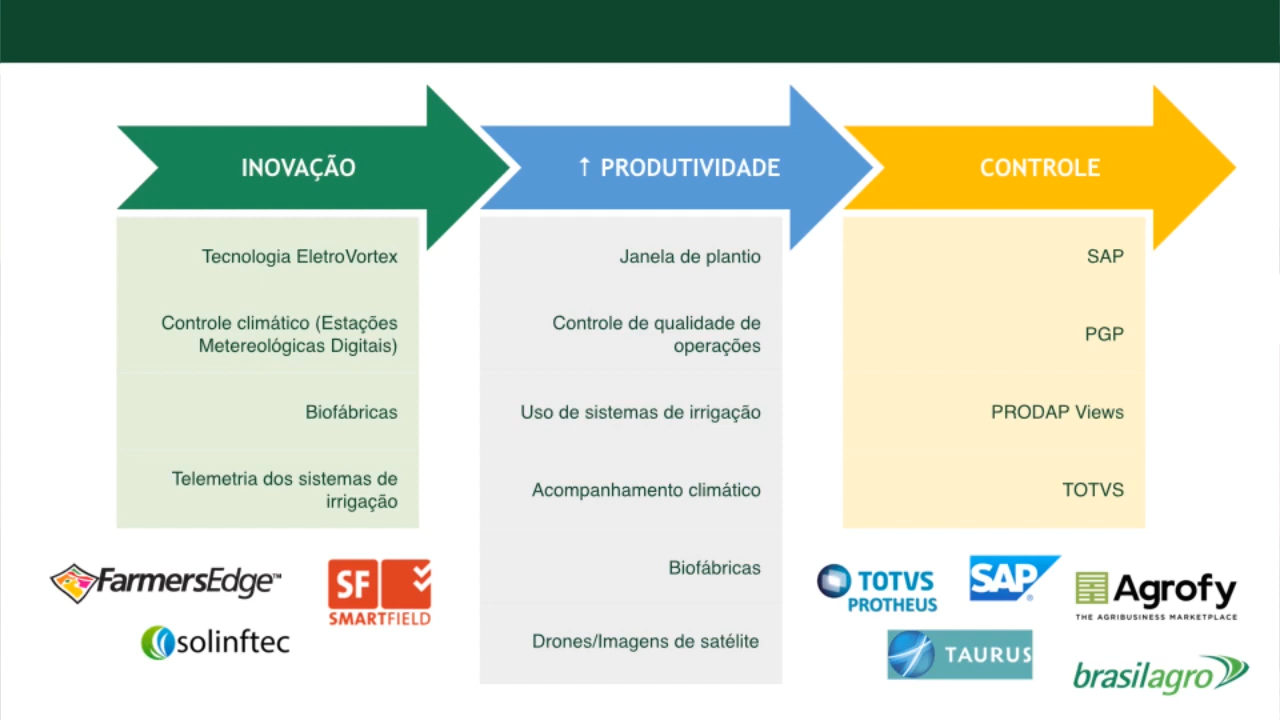 INOVAÇÃO
Tecnologia EletroVortex
Controle climático (Estações
Metereológicas Digitais)
Biofábricas
Telemetria dos sistemas de
irrigação
FarmersEdge™
SF
SMARTFIELD
solinftec
↑ PRODUTIVIDADE
Janela de plantio
Controle de qualidade de
operações
Uso de sistemas de irrigação
Acompanhamento climático
Biofábricas
Drones/Imagens de satélite
CONTROLE
SAP
PGP
PRODAP Views
TOTVS
TOTVS
PROTHEUS
SAP®
Agrofy
THE AGRIBUSINESS MARKETPLACE
TAURUS
brasilagro